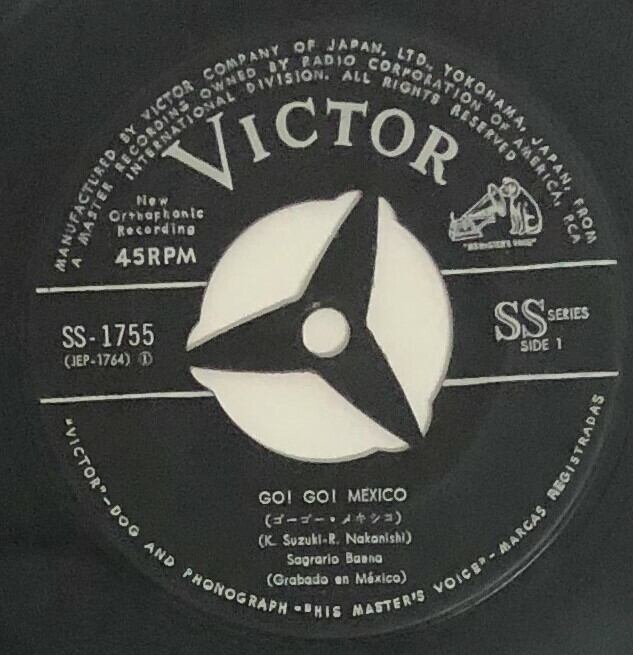 MANUFACTURED BY VICTOR COMPANY OF JAPAN, LTD. YOKOHAMA, JAPAN, FROM
A MASTER RECORDING OWNED BY RADIO CORPORATION OF AMERICA, RCA
INTERNATIONAL DIVISION. ALL RIGHTS RESERVED
VICTOR
New
Orthophonic
Recording
45RPM
"HIS MASTER'S VOICE"
SS-1755
(JEP-1764) ①
SS SERIES
SIDE 1
GO! GO! MEXICO
(ゴーゴー・メキシコ)
(K. Suzuki-R. Nakanishi)
Sagrario Baena
(Grabado en México)
"VICTOR"-DOG AND PHONOGRAPH-"HIS MASTER'S VOICE"-MARCAS REGISTRADAS